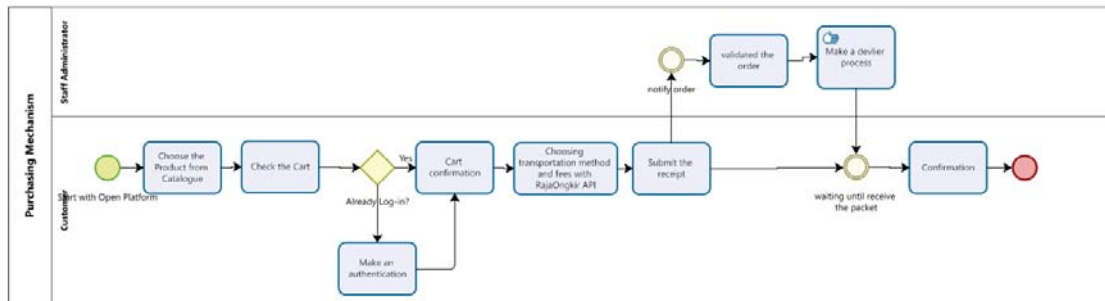 Purchasing Mechanism
Staff Administrator
notify order
validated the
order
Make a devlier
process
Customer
Start with Open Platform
Choose the
Product from
Catalogue
Check the Cart
Already Log-in?
Yes
Make an
authentication
Cart
confirmation
Choosing
transportation method
and fees with
RajaOngkir API
Submit the
receipt
waiting until receive
the packet
Confirmation